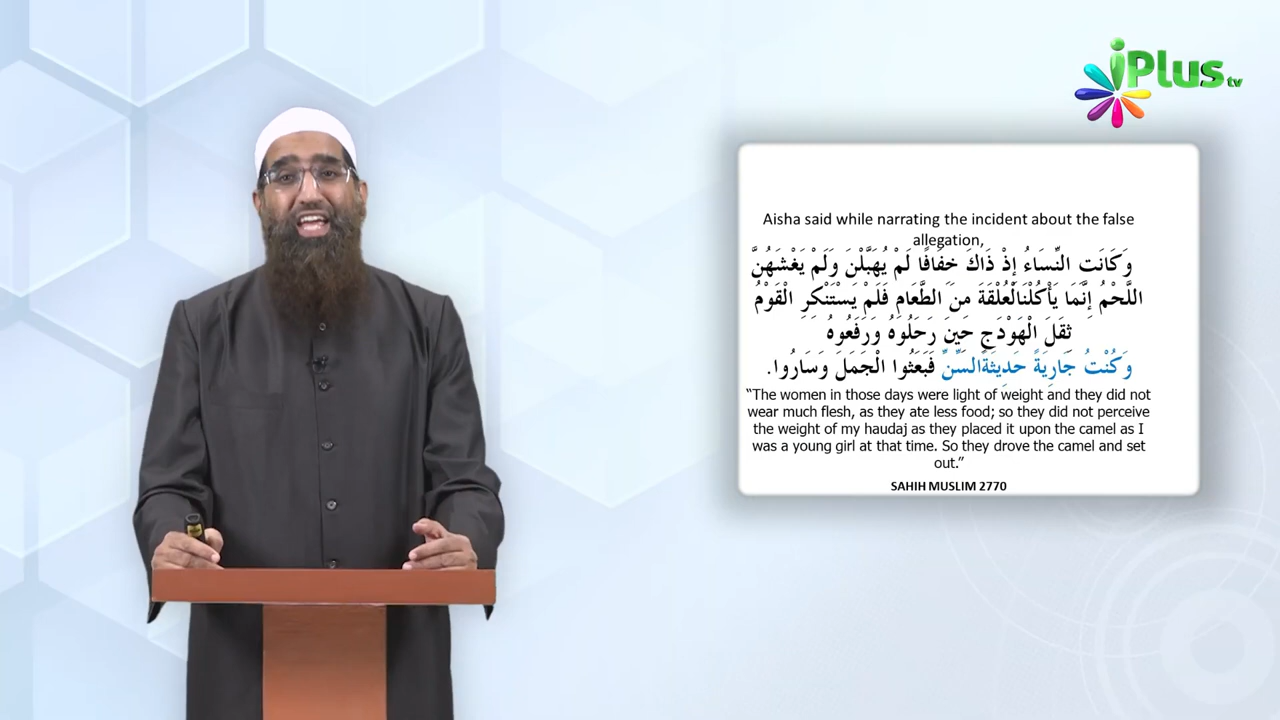 iPlus tv
Aisha said while narrating the incident about the false
allegation,
وَكَانَتِ النِّسَاءُ إِذْ ذَاكَ خِفَافًا لَمْ يُهَبَّلْنَ وَلَمْ يَغْشَهُنَّ
اللَّحْمُ إِنَّمَا يَأْكُلْنَالْعُلْقَةَ مِنَ الطَّعَامِ فَلَمْ يَسْتَنْكِرِ الْقَوْمُ
ثِقَلَ الْهَوْدَجِ حِينَ رَحَلُوهُ وَرَفَعُوهُ
وَكُنْتُ جَارِيَةً حَدِيثَةَالسِّنِّ فَبَعَثُوا الْجَمَلَ وَسَارُوا.
“The women in those days were light of weight and they did not
wear much flesh, as they ate less food; so they did not perceive
the weight of my haudaj as they placed it upon the camel as I
was a young girl at that time. So they drove the camel and set
out.”
SAHIH MUSLIM 2770